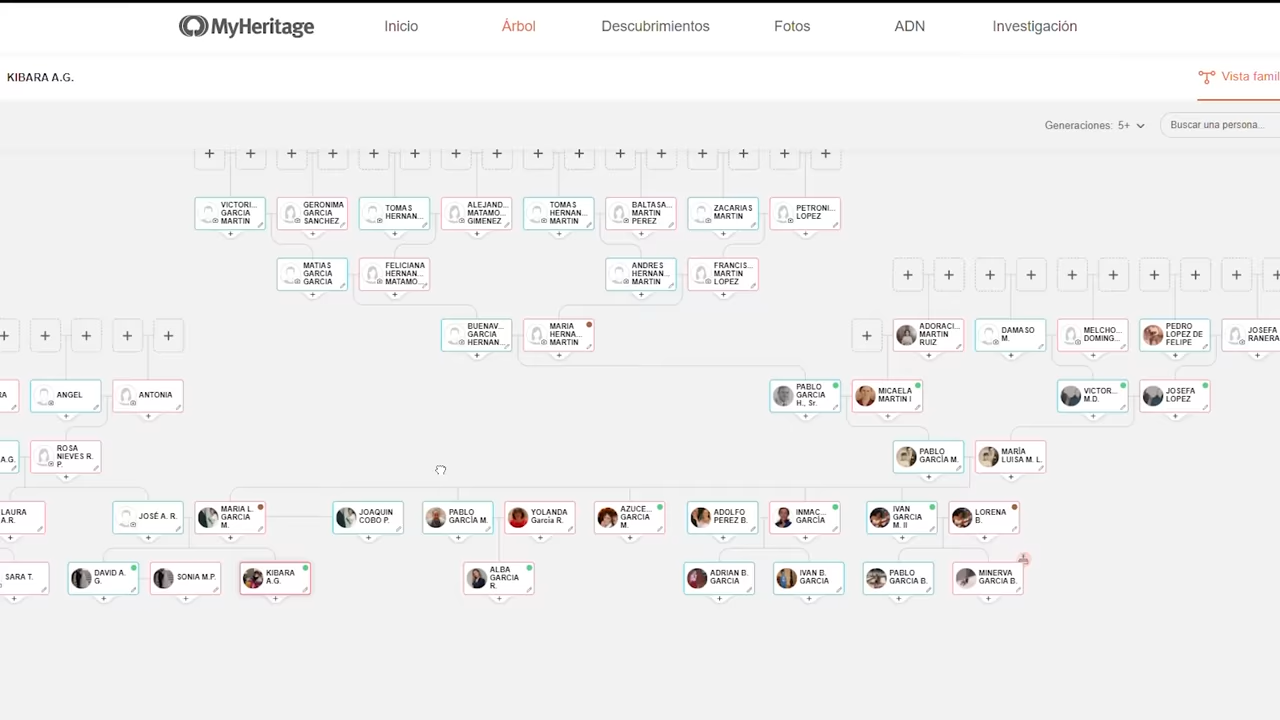 MyHeritage
Inicio
Árbol
Descubrimientos
Fotos
ADN
Investigación
KIBARA A.G.
Vista famil
Generaciones: 5+
Buscar una persona...
VICTORI...
GARCIA
MARTIN
GERONIMA
GARCIA
SANCHEZ
TOMAS
HERNAN...
ALEJAND...
MATAMO...
GIMENEZ
TOMAS
HERNAN...
MARTIN
BALTASA...
MARTIN
PEREZ
ZACARIAS
MARTIN
PETRONI...
LOPEZ
MATIAS
GARCIA
FELICIANA
HERNAN...
MATAMO...
ANDRES
HERNAN...
MARTIN
FRANCIS...
MARTIN
LOPEZ
BUENAV...
GARCIA
HERNAN...
MARIA
HERNA...
MARTIN
ADORACI...
MARTIN
RUIZ
DAMASO
M.
MELCHO...
DOMING...
PEDRO
LOPEZ DE
FELIPE
JOSEFA
RANERA
RA
ANGEL
ANTONIA
PABLO
GARCIA
H., Sr.
MICAELA
MARTIN I
VICTOR...
M.D.
JOSEFA
LOPEZ
A.G.
ROSA
NIEVES R.
P.
PABLO
GARCÍA M.
MARÍA
LUISA M. L.
LAURA
A.R.
JOSÉ A. R.
MARIA L.
GARCIA
M.
JOAQUIN
COBO P.
PABLO
GARCÍA M.
YOLANDA
García R.
AZUCE...
GARCIA
M.
ADOLFO
PEREZ B.
INMAC...
GARCÍA
IVAN
GARCIA
M. II
LORENA
B.
SARA T.
DAVID A.
G.
SONIA M.P.
KIBARA
A.G.
ALBA
GARCIA
R.
ADRIAN B.
GARCIA
IVAN B.
GARCIA
PABLO
GARCIA B.
MINERVA
GARCIA B.